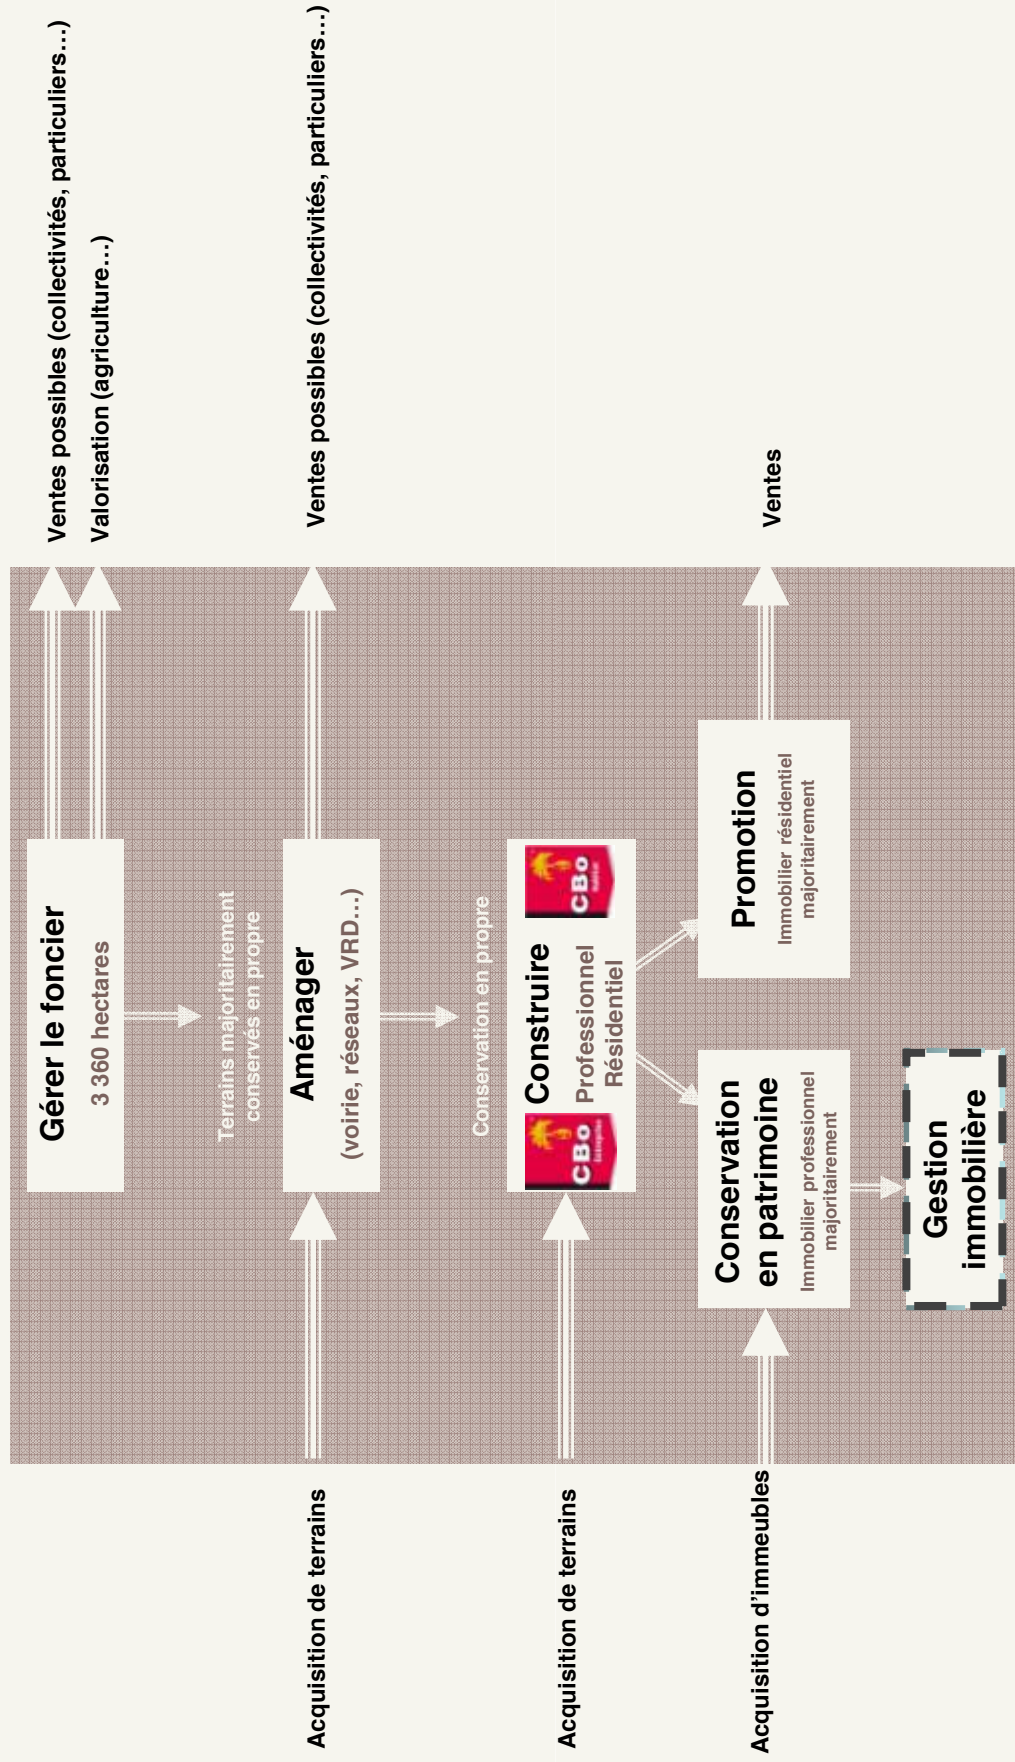 Gérer le foncier
3 360 hectares
Ventes possibles (collectivités, particuliers…)
Valorisation (agriculture…)
Terrains majoritairement
conservés en propre
Acquisition de terrains
Aménager
(voirie, réseaux, VRD…)
Ventes possibles (collectivités, particuliers…)
Conservation en propre
Acquisition de terrains
CBo
Entreprise
Construire
Professionnel
Résidentiel
CBo
Acquisition d’immeubles
Conservation
en patrimoine
Immobilier professionnel
majoritairement
Promotion
Immobilier résidentiel
majoritairement
Ventes
Gestion
immobilière